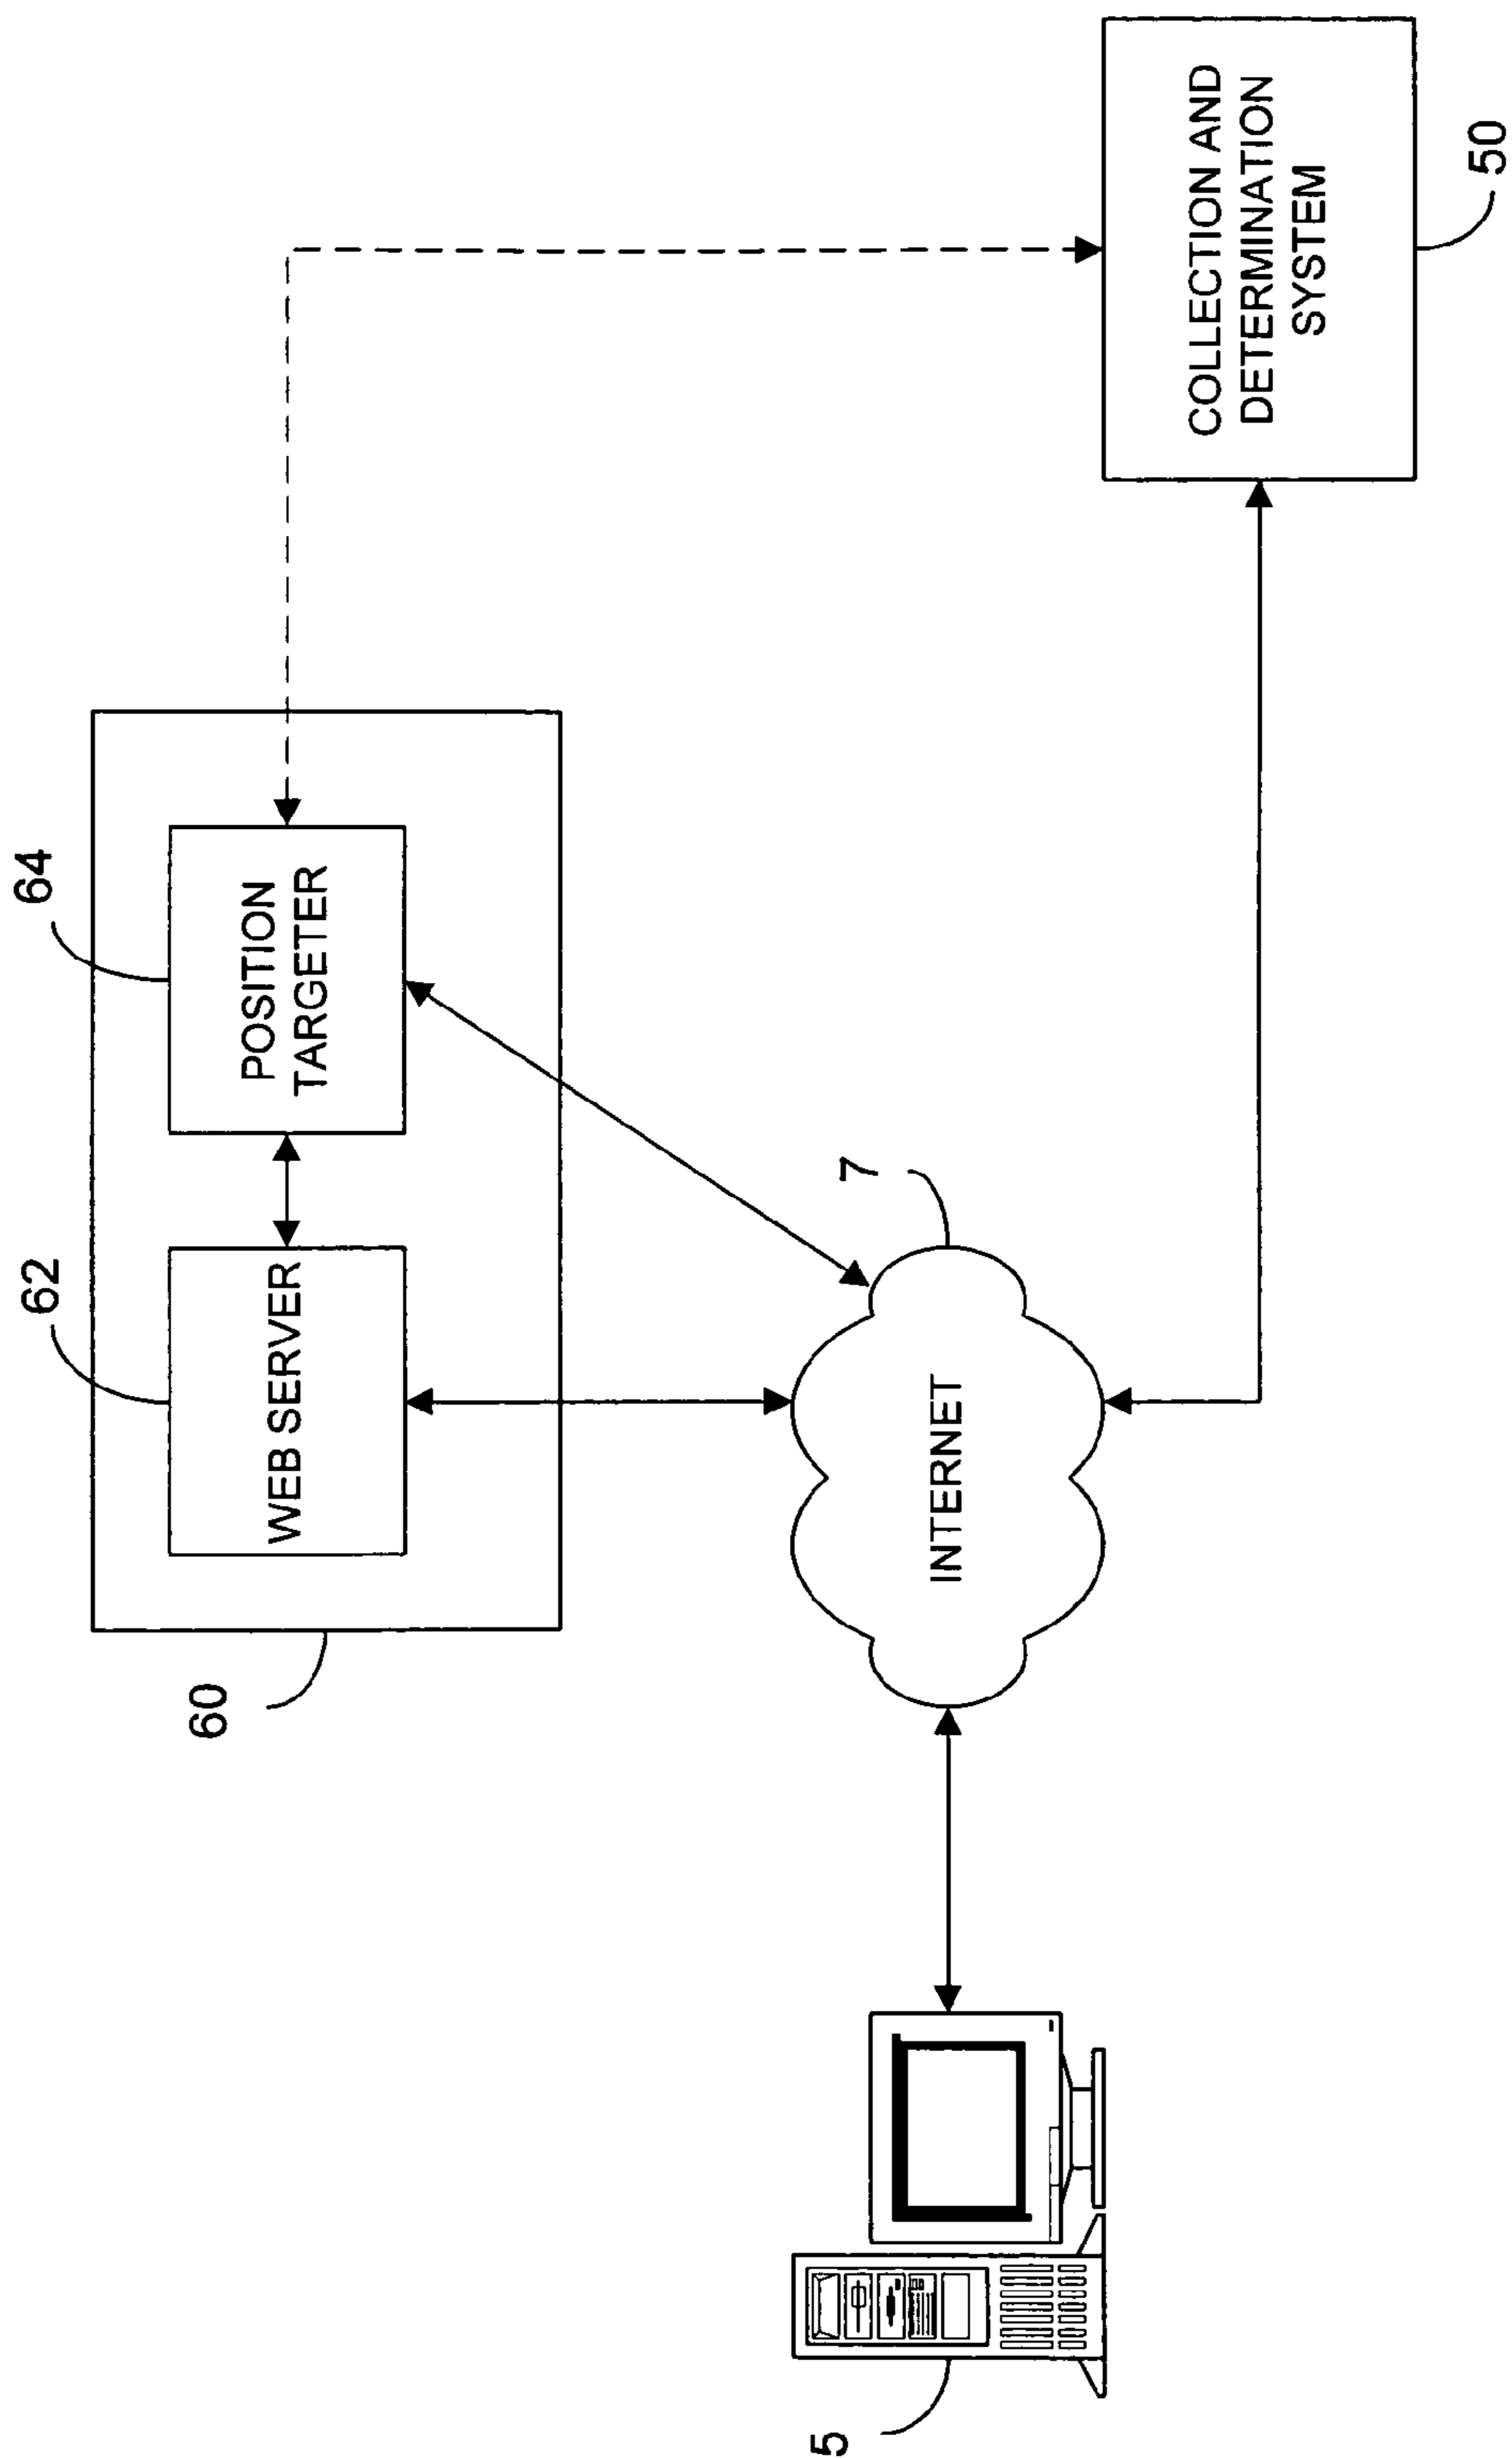 60
62
64
WEB SERVER
POSITION
TARGETER
7
INTERNET
5
COLLECTION AND
DETERMINATION
SYSTEM
50